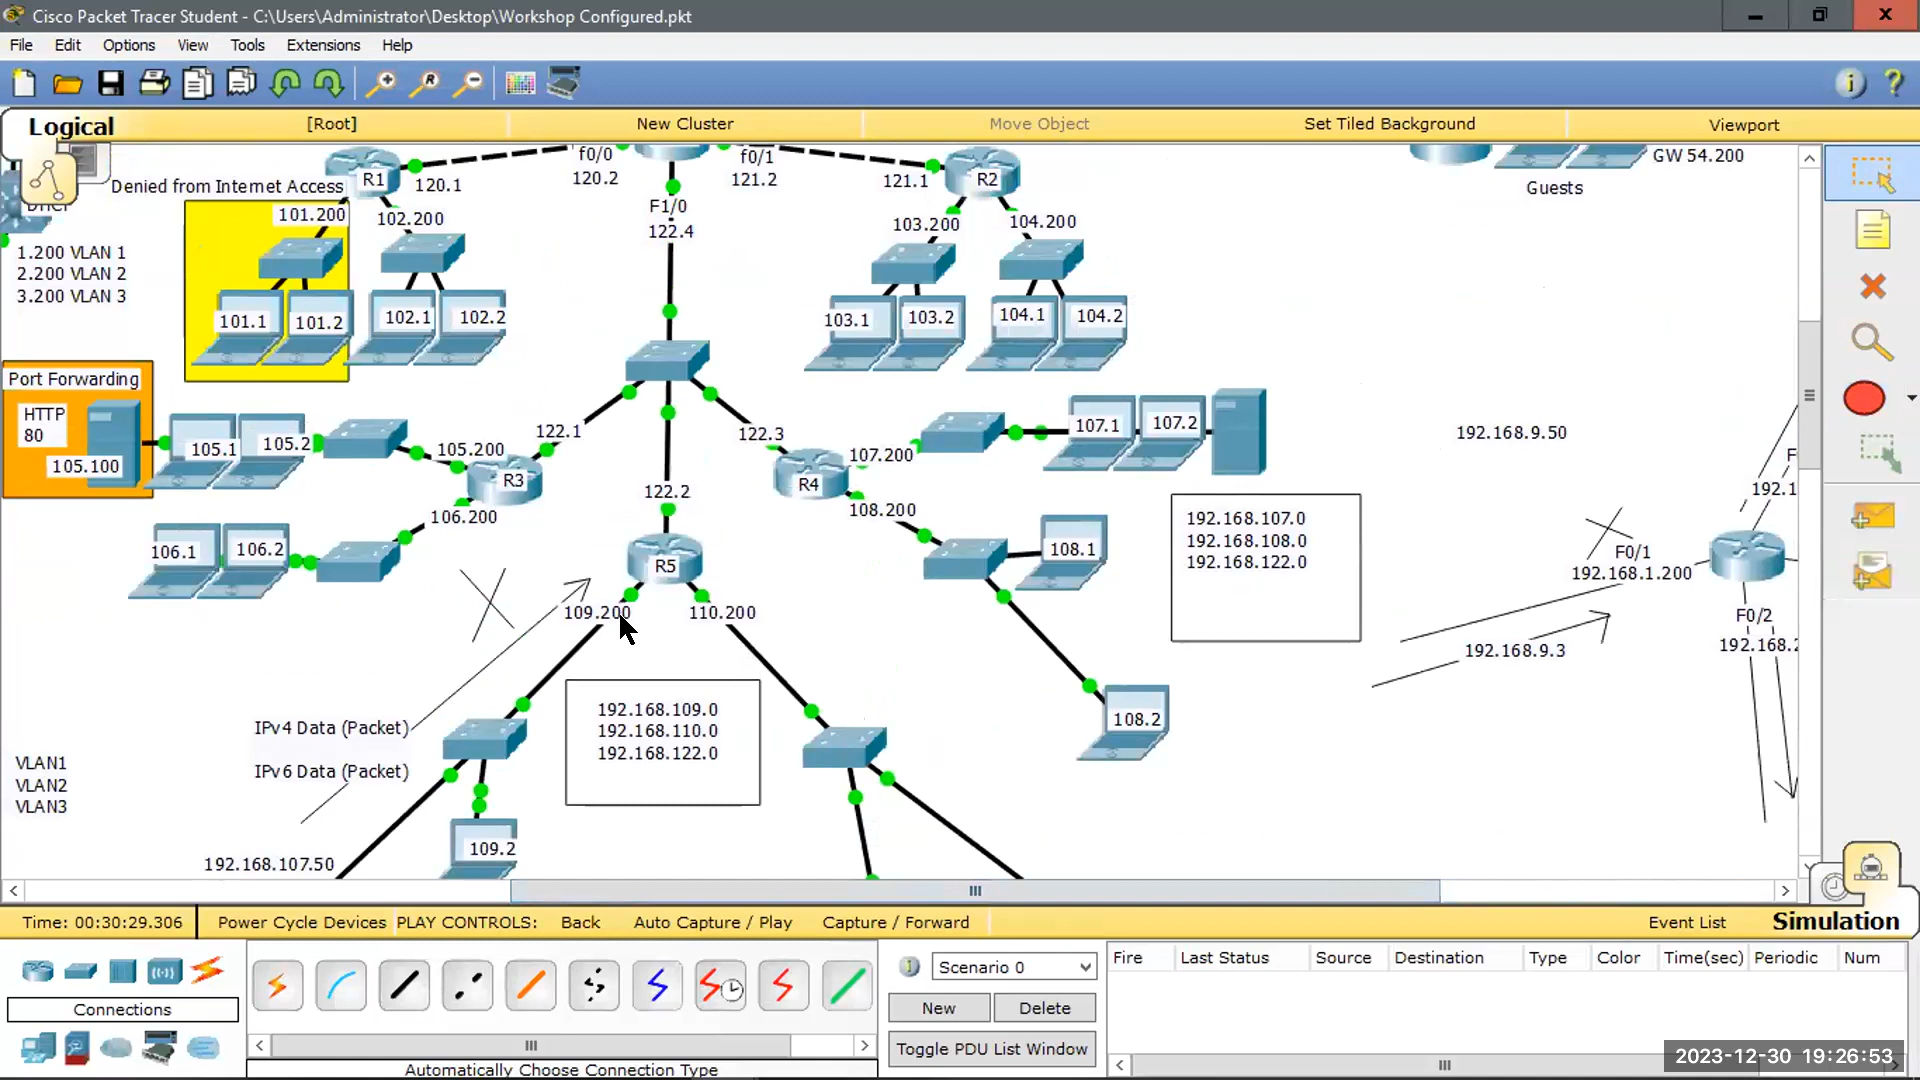 Cisco Packet Tracer Student - C:\Users\Administrator\Desktop\Workshop Configured.pkt
File Edit Options View Tools Extensions Help
Logical
[Root]
New Cluster
Move Object
Set Tiled Background
Viewport
Denied from Internet Access
R1
120.1
f0/0
120.2
f0/1
121.2
121.1
R2
GW 54.200
Guests
F1/0
122.4
101.200
102.200
103.200
104.200
1.200 VLAN 1
2.200 VLAN 2
3.200 VLAN 3
101.1
101.2
102.1
102.2
103.1
103.2
104.1
104.2
Port Forwarding
HTTP
80
105.100
105.1
105.2
105.200
122.1
R3
106.200
106.1
106.2
122.3
107.200
R4
108.200
107.1
107.2
108.1
108.2
122.2
R5
109.200
110.200
192.168.107.0
192.168.108.0
192.168.122.0
192.168.9.50
192.1
F0/1
192.168.1.200
F0/2
192.168.2
192.168.9.3
192.168.109.0
192.168.110.0
192.168.122.0
IPv4 Data (Packet)
IPv6 Data (Packet)
VLAN1
VLAN2
VLAN3
109.2
192.168.107.50
Time: 00:30:29.306
Power Cycle Devices
PLAY CONTROLS:
Back
Auto Capture / Play
Capture / Forward
Event List
Simulation
Connections
Automatically Choose Connection Type
Scenario 0
New
Delete
Toggle PDU List Window
Fire
Last Status
Source
Destination
Type
Color
Time(sec)
Periodic
Num
2023-12-30 19:26:53